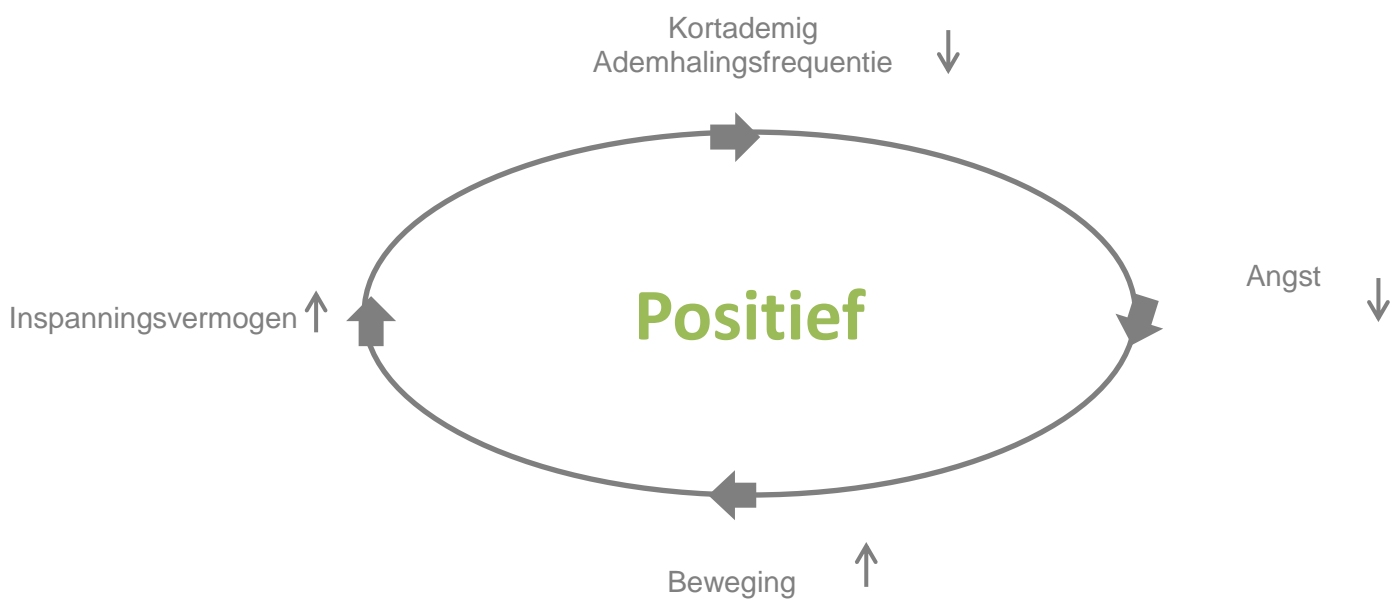 Kortademig
Ademhalingsfrequentie ↓
Angst ↓
Positief
Inspanningsvermogen ↑
Beweging ↑